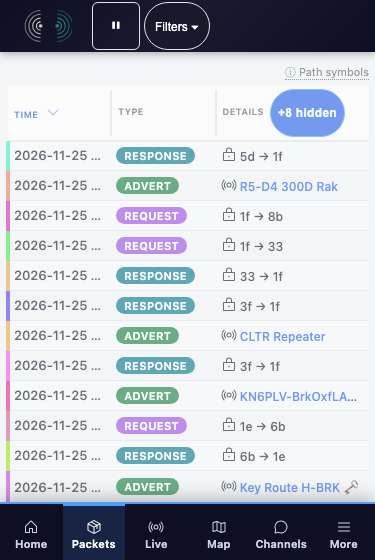 Filters ▾
ⓘ Path symbols
TIME TYPE DETAILS +8 hidden
2026-11-25 ... RESPONSE 5d → 1f
2026-11-25 ... ADVERT R5-D4 300D Rak
2026-11-25 ... REQUEST 1f → 8b
2026-11-25 ... REQUEST 1f → 33
2026-11-25 ... RESPONSE 33 → 1f
2026-11-25 ... RESPONSE 3f → 1f
2026-11-25 ... ADVERT CLTR Repeater
2026-11-25 ... RESPONSE 3f → 1f
2026-11-25 ... ADVERT KN6PLV-BrkOxfLA...
2026-11-25 ... REQUEST 1e → 6b
2026-11-25 ... RESPONSE 6b → 1e
2026-11-25 ... ADVERT Key Route H-BRK
Home Packets Live Map Channels More